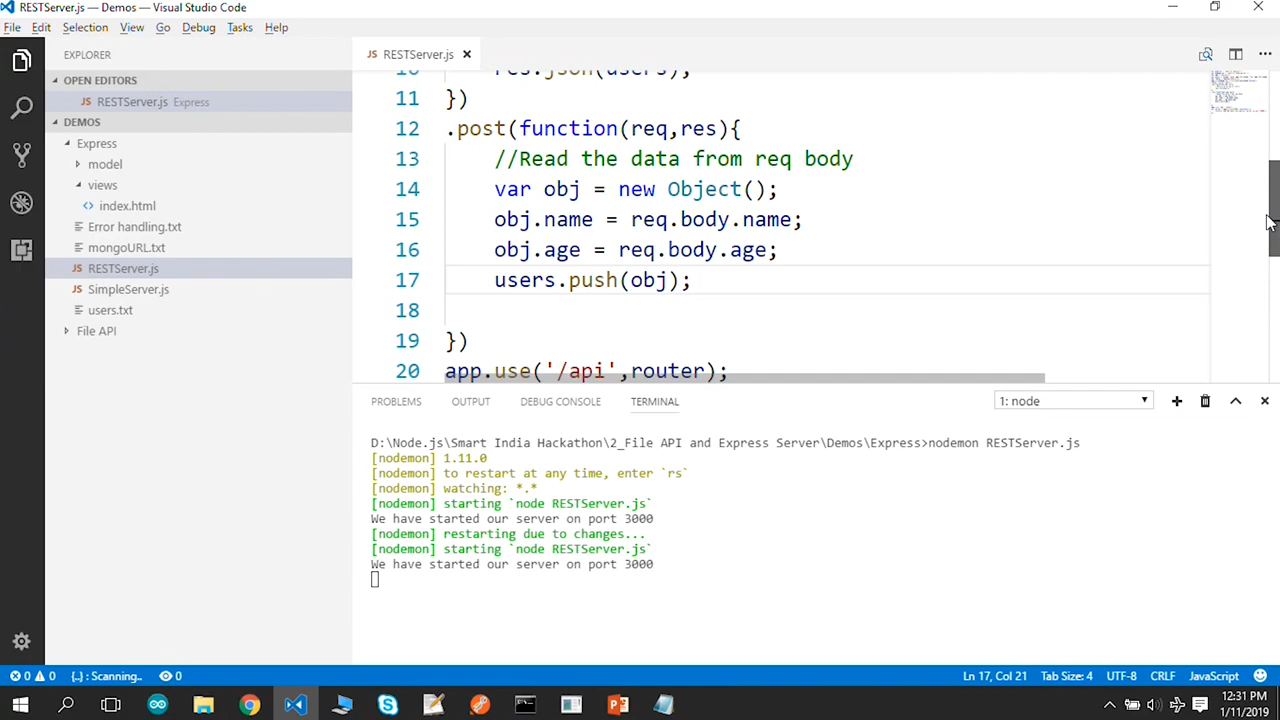 RESTServer.js — Demos — Visual Studio Code
File Edit Selection View Go Debug Tasks Help
EXPLORER
JS RESTServer.js ×
OPEN EDITORS
JS RESTServer.js Express
DEMOS
Express
model
views
<> index.html
Error handling.txt
mongoURL.txt
JS RESTServer.js
JS SimpleServer.js
users.txt
File API
10 res.json(users);
11 })
12 .post(function(req,res){
13 //Read the data from req body
14 var obj = new Object();
15 obj.name = req.body.name;
16 obj.age = req.body.age;
17 users.push(obj);
18
19 })
20 app.use('/api',router);
PROBLEMS OUTPUT DEBUG CONSOLE TERMINAL 1: node
D:\Node.js\Smart India Hackathon\2_File API and Express Server\Demos\Express>nodemon RESTServer.js
[nodemon] 1.11.0
[nodemon] to restart at any time, enter `rs`
[nodemon] watching: *.*
[nodemon] starting `node RESTServer.js`
We have started our server on port 3000
[nodemon] restarting due to changes...
[nodemon] starting `node RESTServer.js`
We have started our server on port 3000
0 0 {..} : Scanning.. 0 Ln 17, Col 21 Tab Size: 4 UTF-8 CRLF JavaScript
12:31 PM
1/11/2019